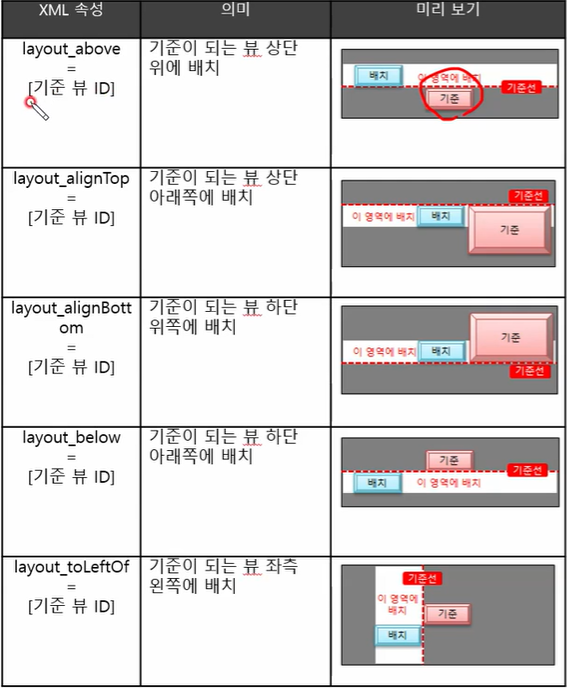 XML 속성 의미 미리 보기
layout_above
=
[기준 뷰 ID]
기준이 되는 뷰 상단
위에 배치
배치 이 영역에 배치
기준선
기준
layout_alignTop
=
[기준 뷰 ID]
기준이 되는 뷰 상단
아래쪽에 배치
기준선
이 영역에 배치 배치
기준
layout_alignBott
om
=
[기준 뷰 ID]
기준이 되는 뷰 하단
위쪽에 배치
기준
이 영역에 배치 배치
기준선
layout_below
=
[기준 뷰 ID]
기준이 되는 뷰 하단
아래쪽에 배치
기준
기준선
배치 이 영역에 배치
layout_toLeftOf
=
[기준 뷰 ID]
기준이 되는 뷰 좌측
왼쪽에 배치
기준선
이 영역에
배치
기준
배치